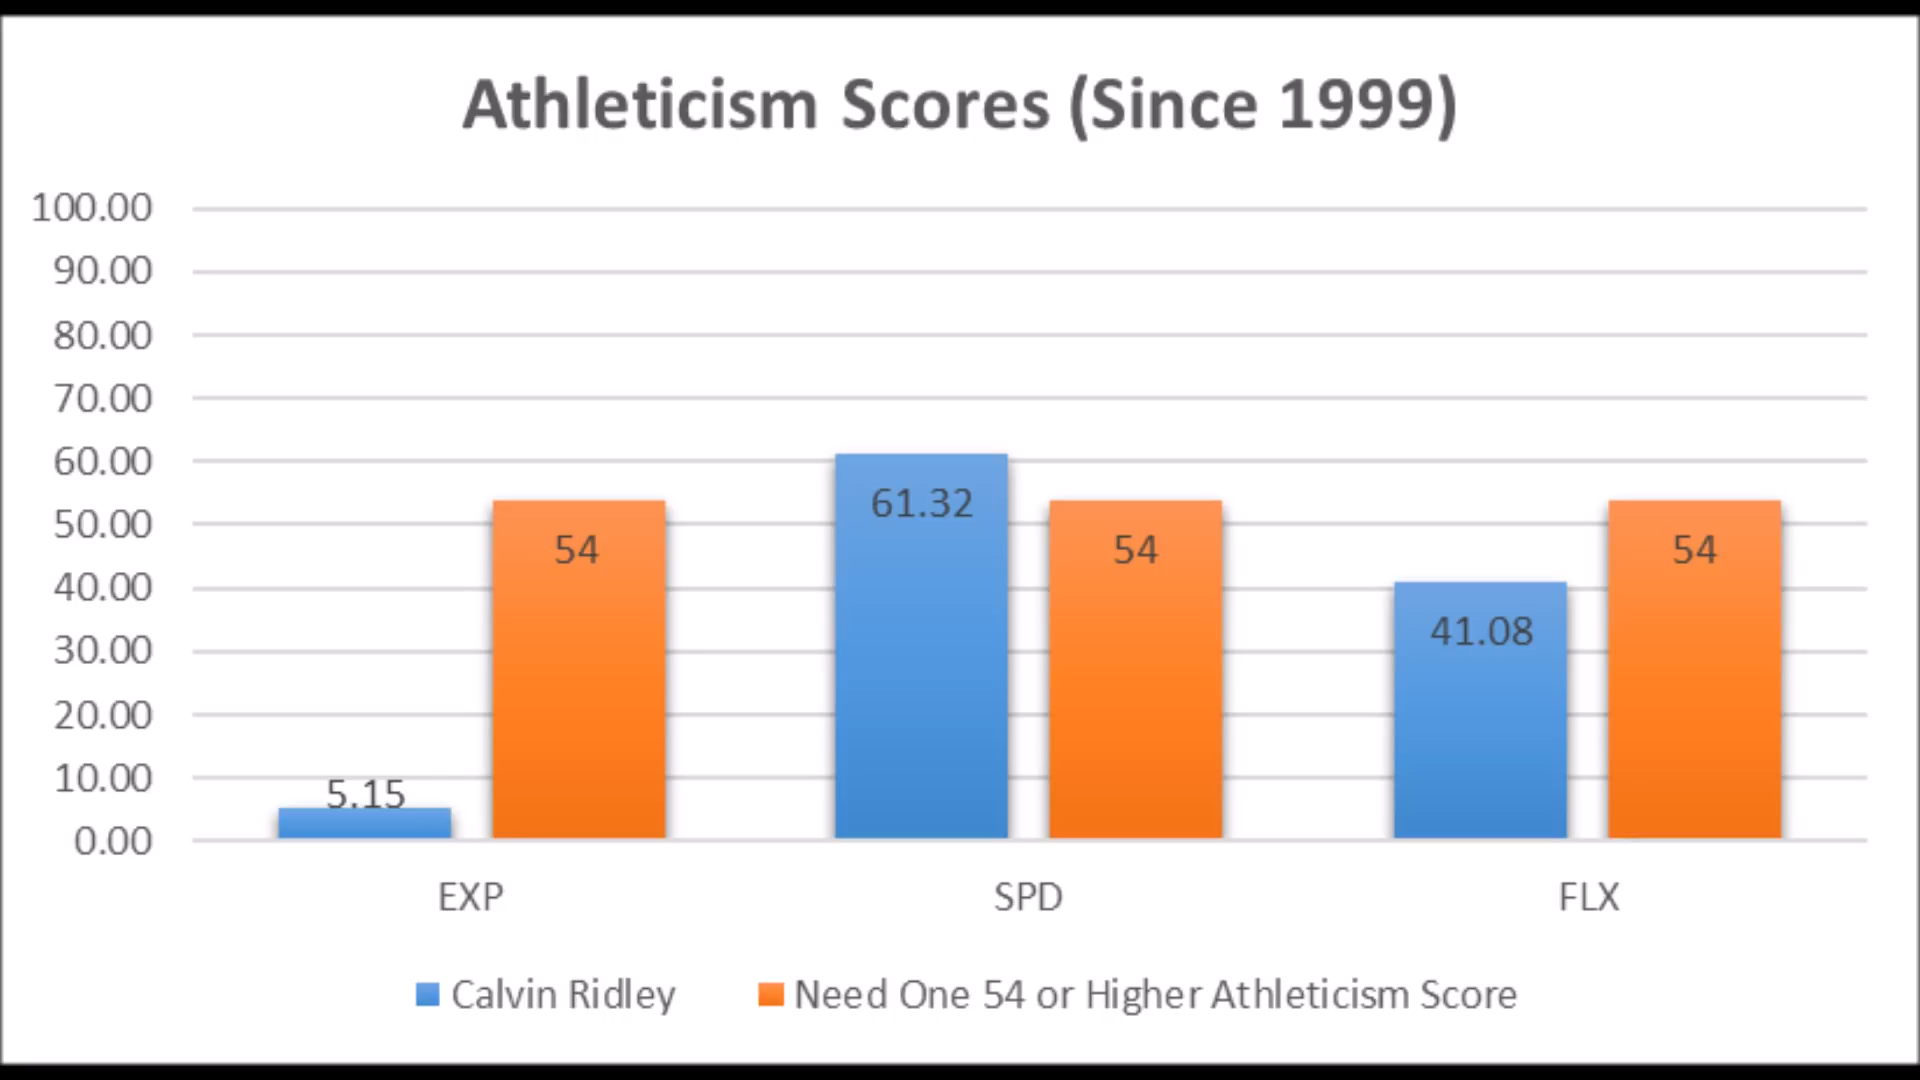 Athleticism Scores (Since 1999)
100.00
90.00
80.00
70.00
60.00
50.00
40.00
30.00
20.00
10.00
0.00
5.15
54
61.32
54
41.08
54
EXP
SPD
FLX
Calvin Ridley
Need One 54 or Higher Athleticism Score